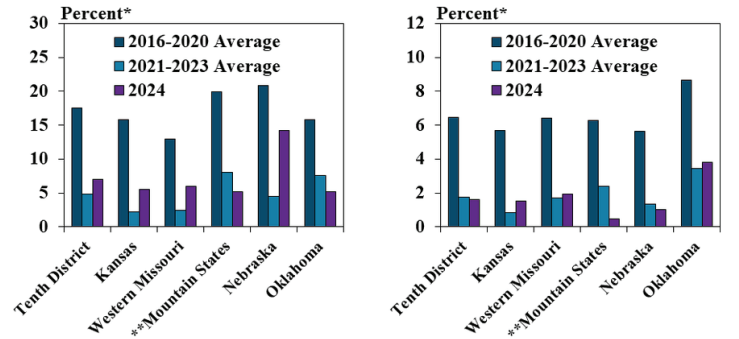 Percent*
30
25
20
15
10
5
0
2016-2020 Average
2021-2023 Average
2024
Tenth District
Kansas
Western Missouri
**Mountain States
Nebraska
Oklahoma
Percent*
12
10
8
6
4
2
0
2016-2020 Average
2021-2023 Average
2024
Tenth District
Kansas
Western Missouri
**Mountain States
Nebraska
Oklahoma